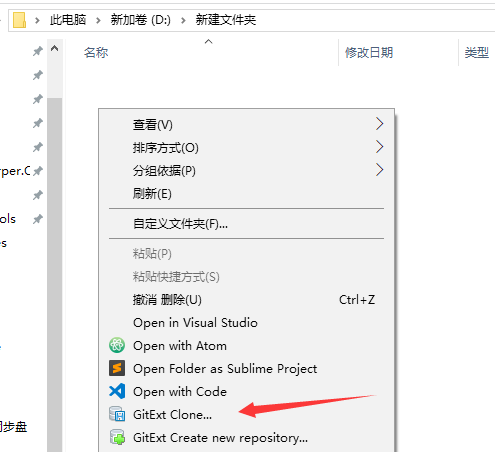 此电脑 > 新加卷 (D:) > 新建文件夹
名称 修改日期 类型
查看(V)
排序方式(O)
分组依据(P)
rper.C
刷新(E)
ols
自定义文件夹(F)...
es
粘贴(P)
粘贴快捷方式(S)
撤消 删除(U) Ctrl+Z
Open in Visual Studio
Open with Atom
Open Folder as Sublime Project
Open with Code
GitExt Clone...
步盘
GitExt Create new repository...